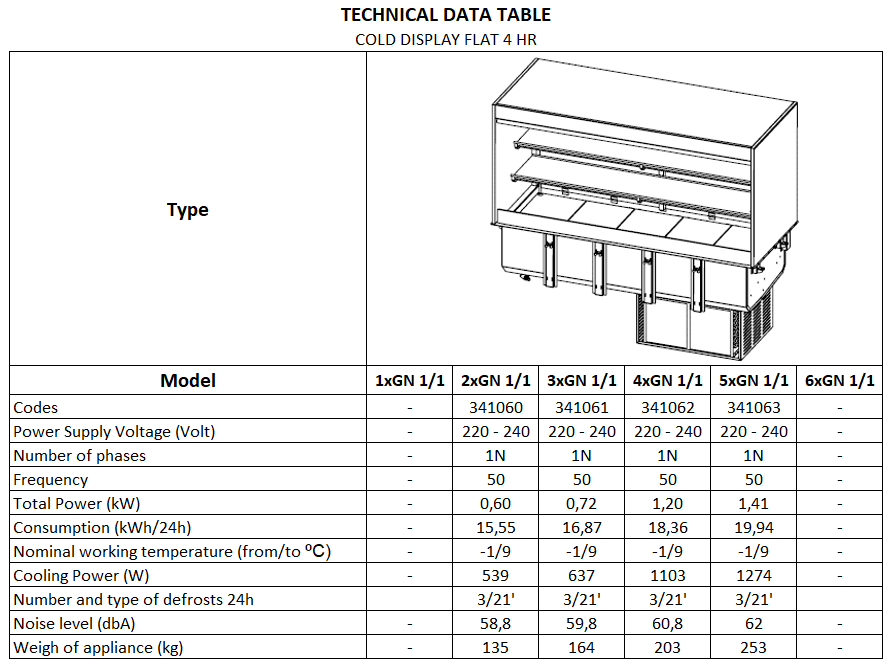 TECHNICAL DATA TABLE
COLD DISPLAY FLAT 4 HR
Type
Model 1xGN 1/1 2xGN 1/1 3xGN 1/1 4xGN 1/1 5xGN 1/1 6xGN 1/1
Codes - 341060 341061 341062 341063 -
Power Supply Voltage (Volt) - 220 - 240 220 - 240 220 - 240 220 - 240 -
Number of phases - 1N 1N 1N 1N -
Frequency - 50 50 50 50 -
Total Power (kW) - 0,60 0,72 1,20 1,41 -
Consumption (kWh/24h) - 15,55 16,87 18,36 19,94 -
Nominal working temperature (from/to ºC) - -1/9 -1/9 -1/9 -1/9 -
Cooling Power (W) - 539 637 1103 1274 -
Number and type of defrosts 24h 3/21' 3/21' 3/21' 3/21'
Noise level (dbA) - 58,8 59,8 60,8 62 -
Weigh of appliance (kg) - 135 164 203 253 -